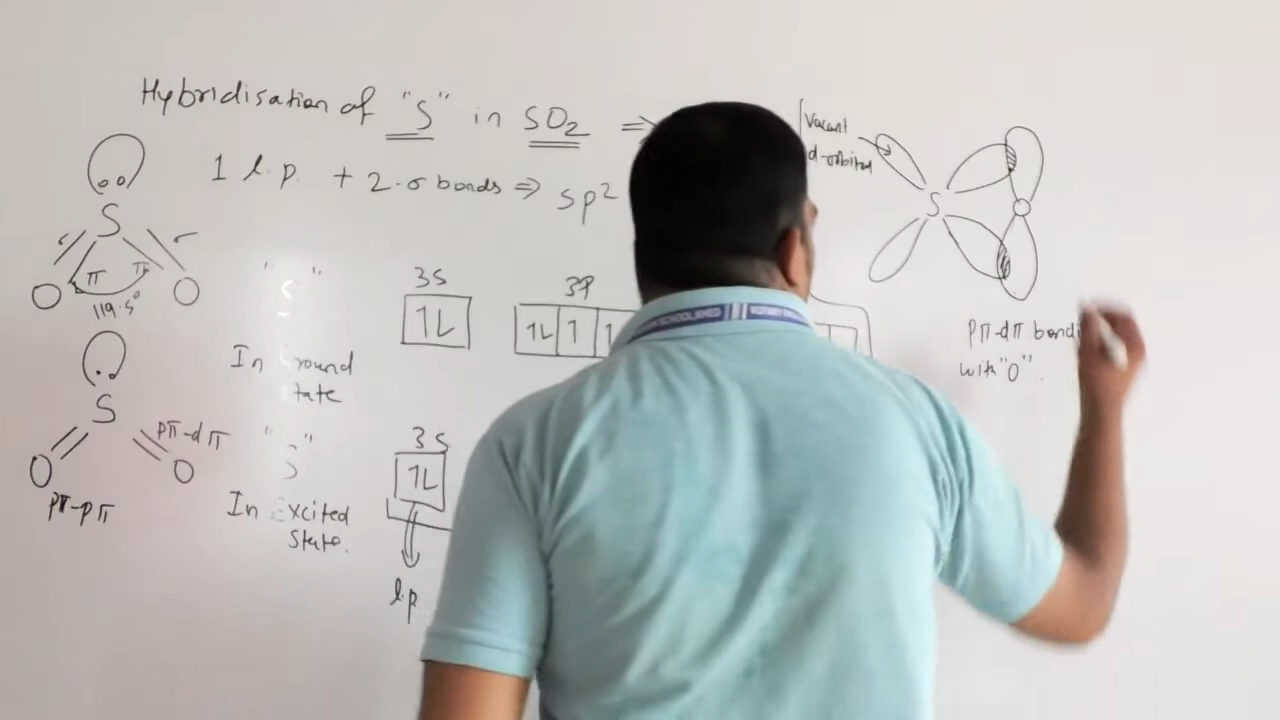 Hybridisation of "S" in SO2 ⇒
1 l.p. + 2-σ bonds ⇒ sp2
S
O
O
π
π
119.5°
S
O
O
pπ-dπ
pπ-pπ
"S"
In Ground
State
3s
1L
3p
1L 1 1
"S"
In Excited
State.
3s
1L
l.p
Vacant
d-orbital
S
pπ-dπ
with "O".